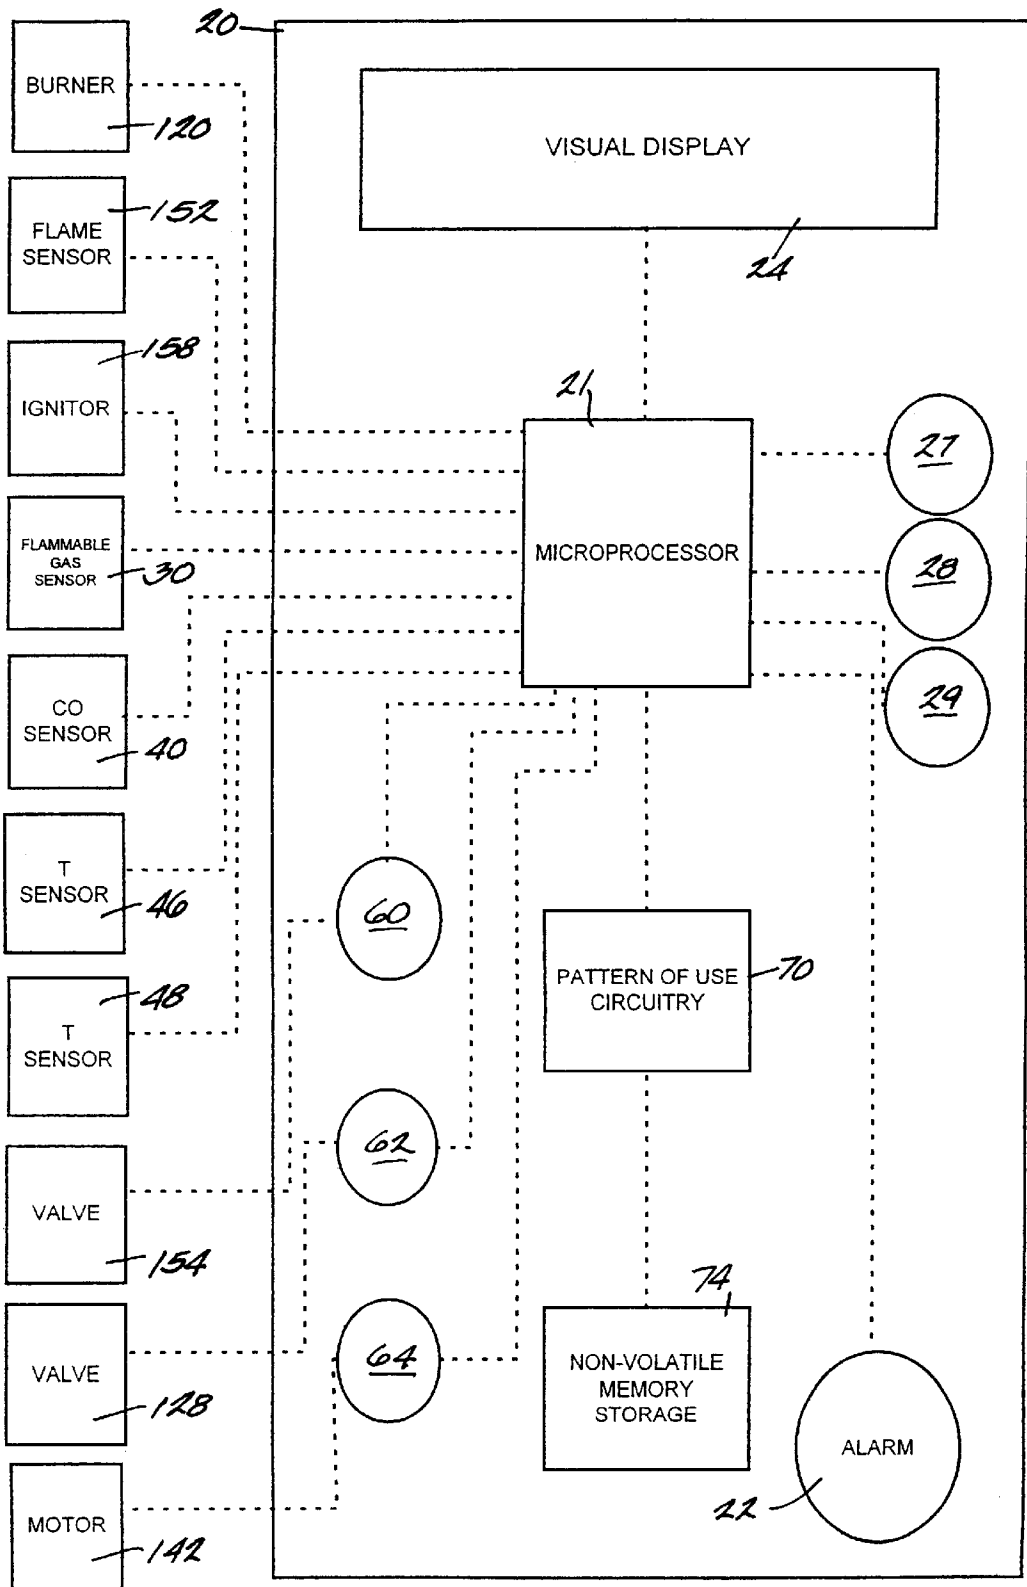 20
BURNER
120
VISUAL DISPLAY
24
152
FLAME
SENSOR
158
IGNITOR
21
MICROPROCESSOR
27
28
29
FLAMMABLE
GAS
SENSOR
30
CO
SENSOR
40
T
SENSOR
46
48
T
SENSOR
60
PATTERN OF USE
CIRCUITRY
70
62
VALVE
154
64
74
NON-VOLATILE
MEMORY
STORAGE
VALVE
128
ALARM
22
MOTOR
142